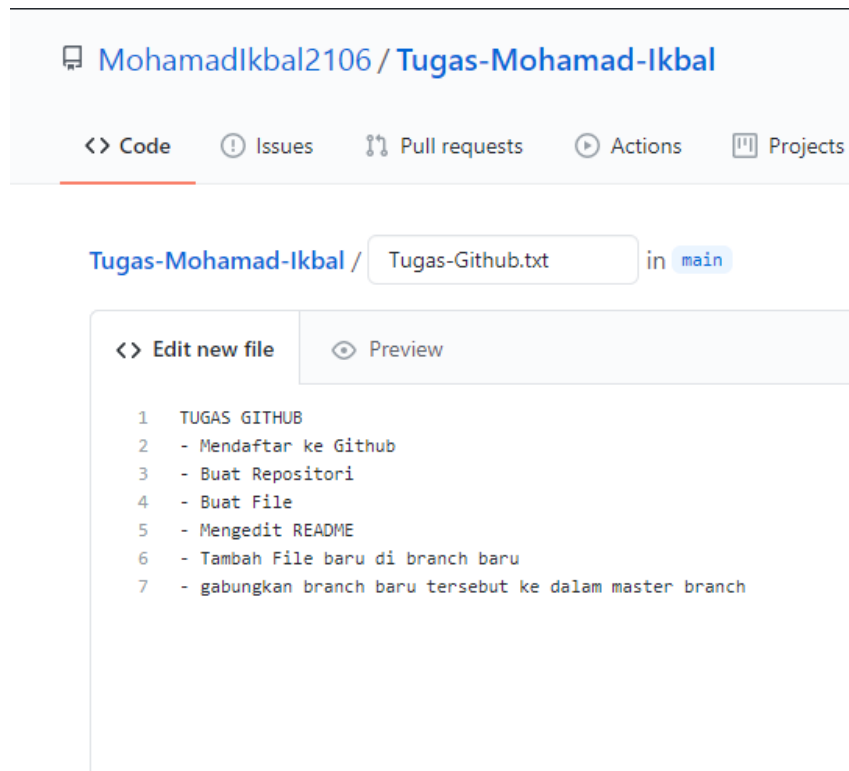 MohamadIkbal2106 / Tugas-Mohamad-Ikbal
Code Issues Pull requests Actions Projects
Tugas-Mohamad-Ikbal / Tugas-Github.txt in main
Edit new file Preview
1 TUGAS GITHUB
2 - Mendaftar ke Github
3 - Buat Repositori
4 - Buat File
5 - Mengedit README
6 - Tambah File baru di branch baru
7 - gabungkan branch baru tersebut ke dalam master branch